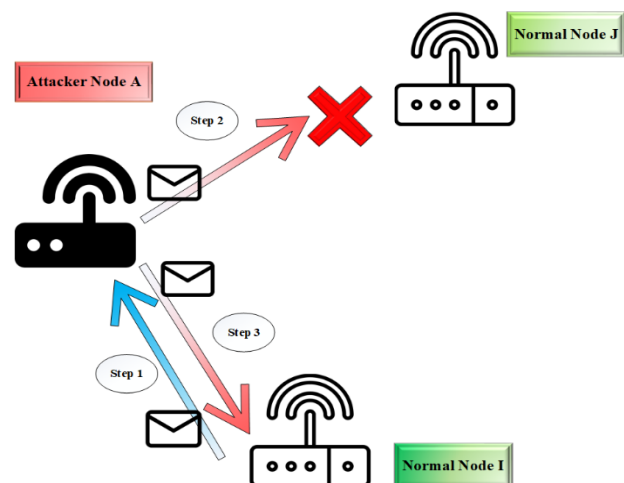 Normal Node J
Attacker Node A
Step 2
Step 3
Step 1
Normal Node I